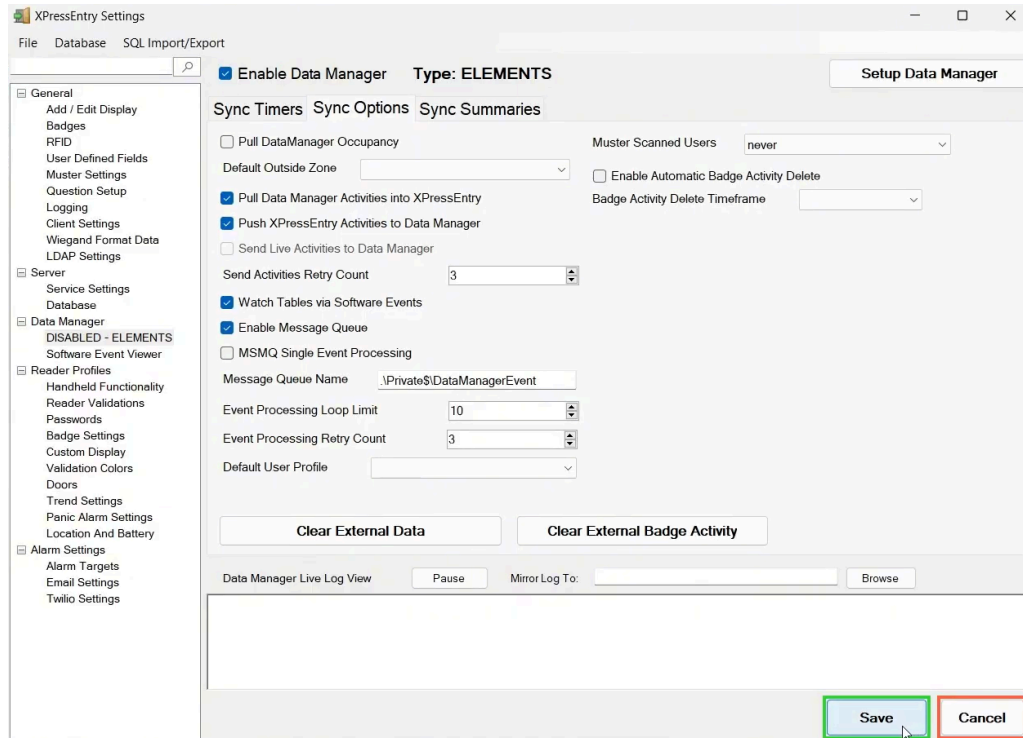 XPressEntry Settings
File Database SQL Import/Export
General
Add / Edit Display
Badges
RFID
User Defined Fields
Muster Settings
Question Setup
Logging
Client Settings
Wiegand Format Data
LDAP Settings
Server
Service Settings
Database
Data Manager
DISABLED - ELEMENTS
Software Event Viewer
Reader Profiles
Handheld Functionality
Reader Validations
Passwords
Badge Settings
Custom Display
Validation Colors
Doors
Trend Settings
Panic Alarm Settings
Location And Battery
Alarm Settings
Alarm Targets
Email Settings
Twilio Settings
Enable Data Manager Type: ELEMENTS Setup Data Manager
Sync Timers Sync Options Sync Summaries
Pull DataManager Occupancy
Default Outside Zone
Pull Data Manager Activities into XPressEntry
Push XPressEntry Activities to Data Manager
Send Live Activities to Data Manager
Send Activities Retry Count 3
Watch Tables via Software Events
Enable Message Queue
MSMQ Single Event Processing
Message Queue Name .\Private$\DataManagerEvent
Event Processing Loop Limit 10
Event Processing Retry Count 3
Default User Profile
Muster Scanned Users never
Enable Automatic Badge Activity Delete
Badge Activity Delete Timeframe
Clear External Data Clear External Badge Activity
Data Manager Live Log View Pause Mirror Log To: Browse
Save Cancel